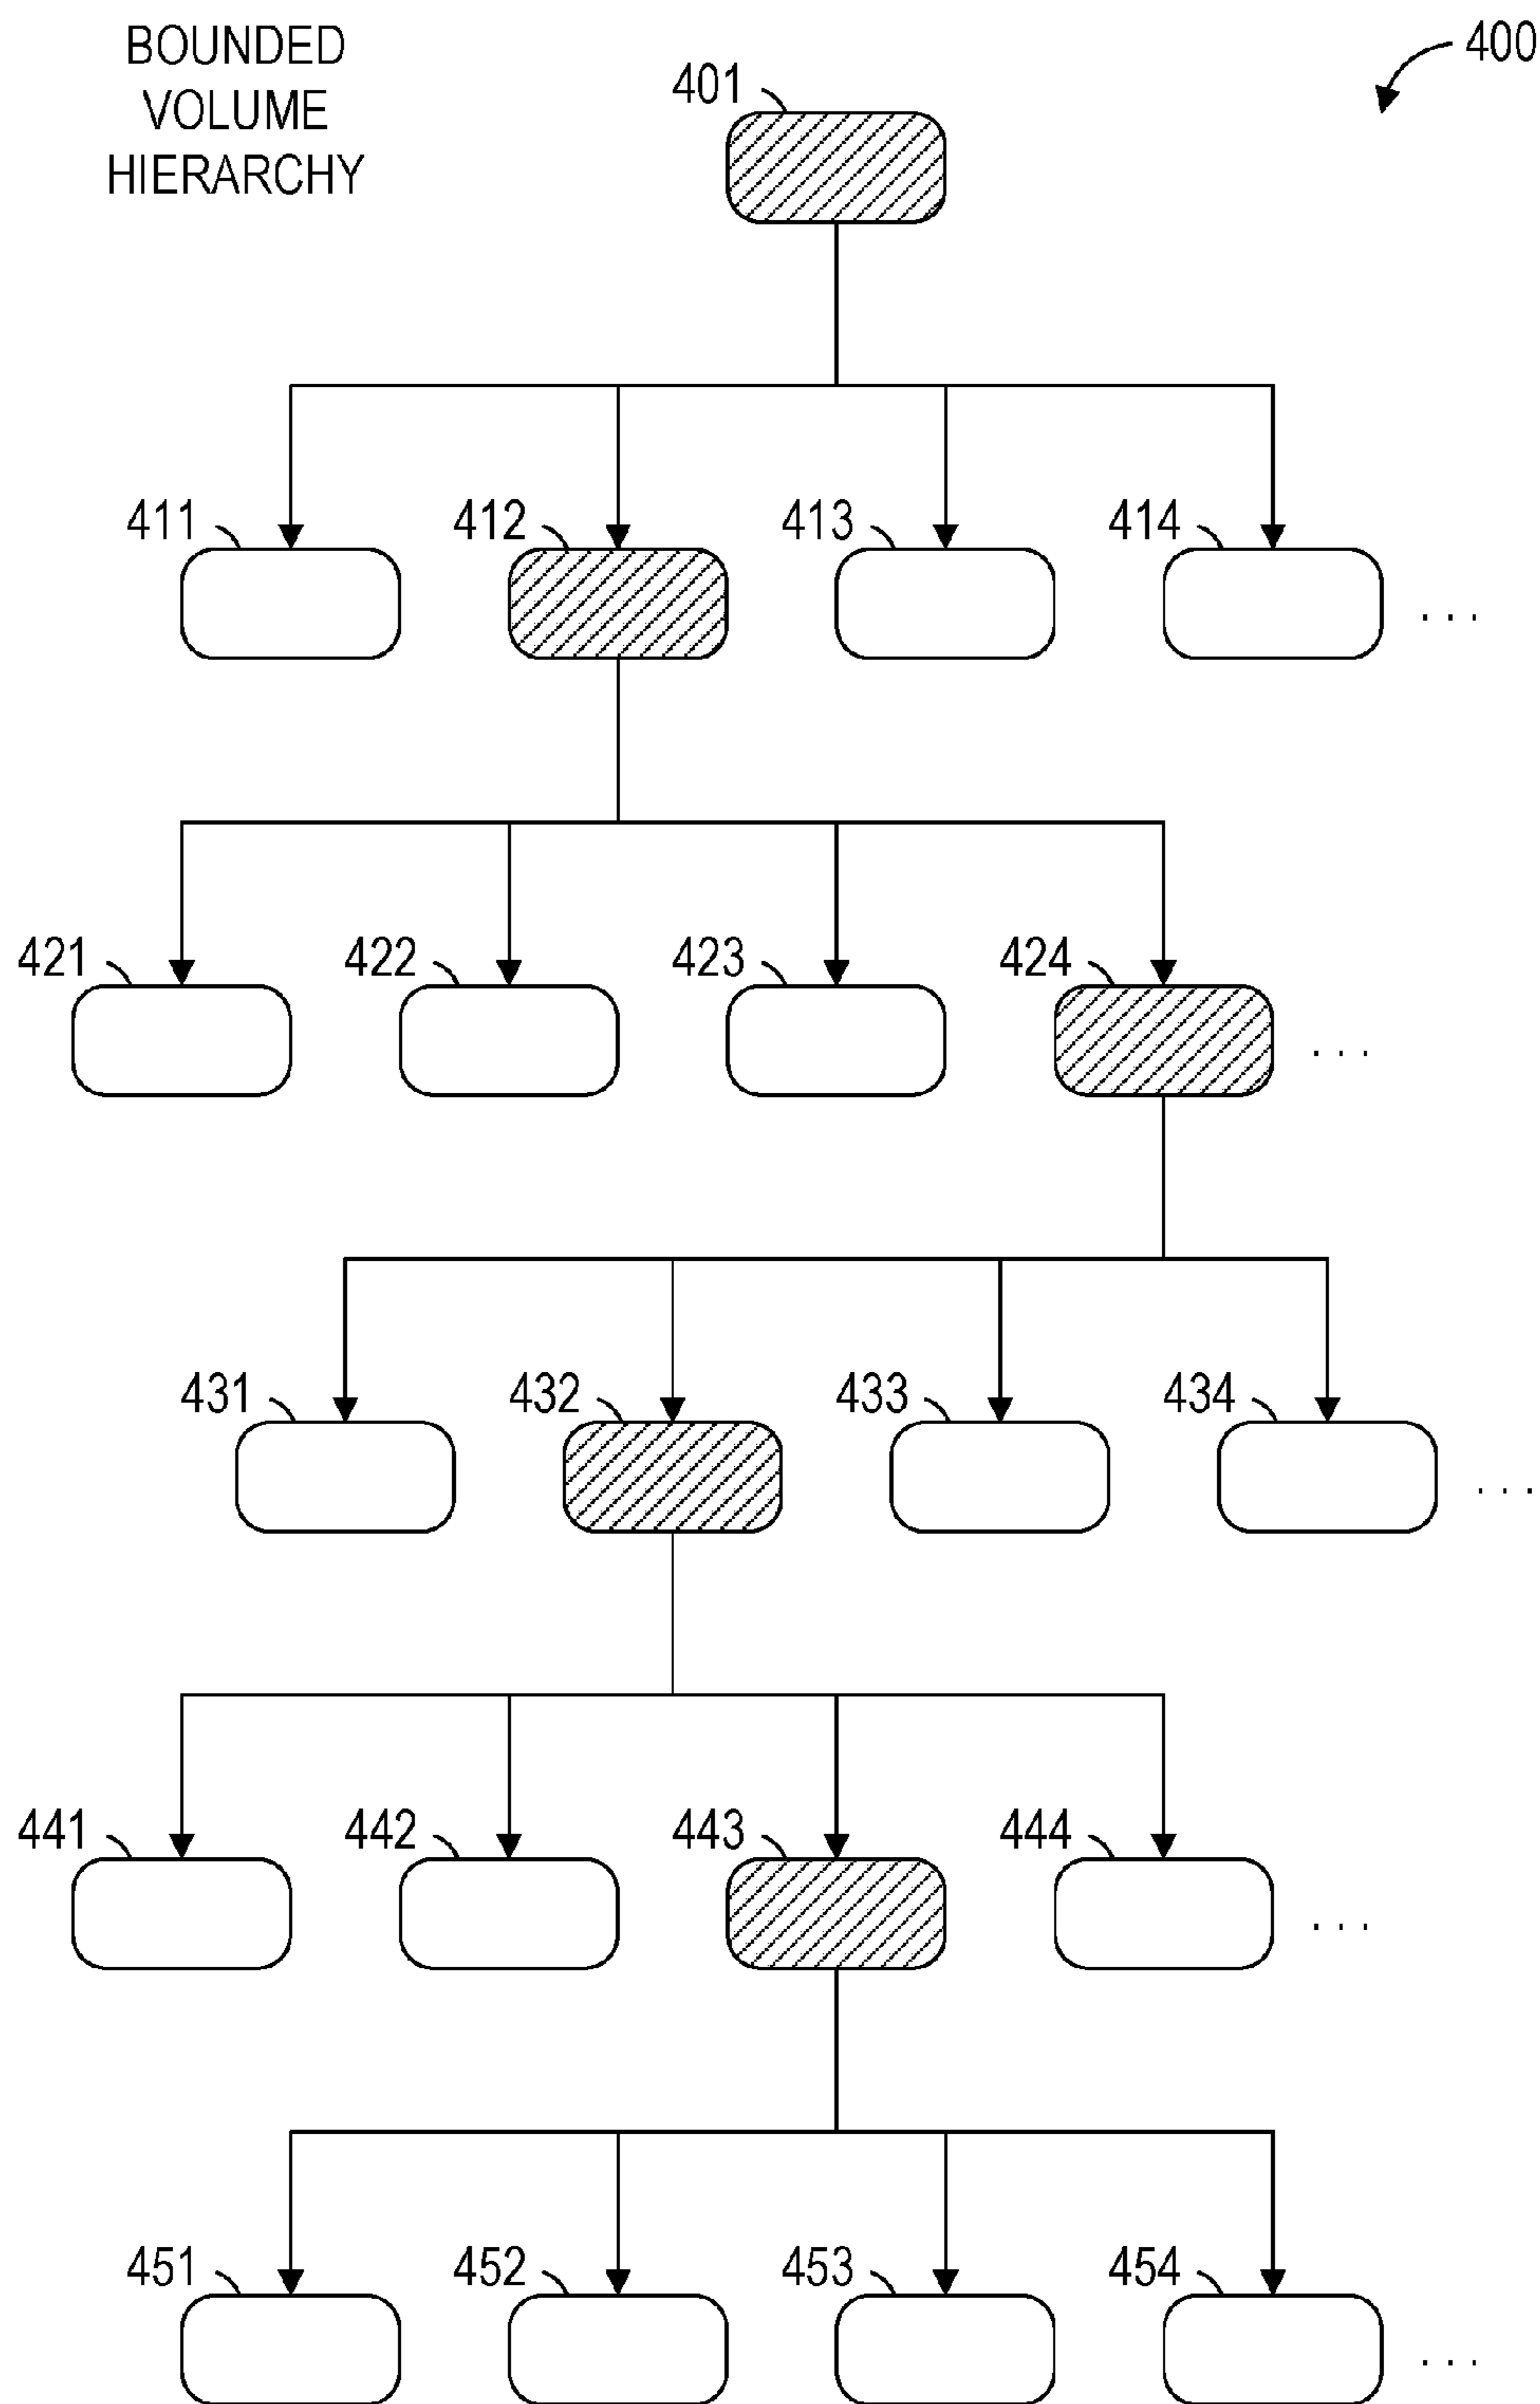 BOUNDED
VOLUME
HIERARCHY
400
401
411 412 413 414 . . .
421 422 423 424 . . .
431 432 433 434 . . .
441 442 443 444 . . .
451 452 453 454 . . .